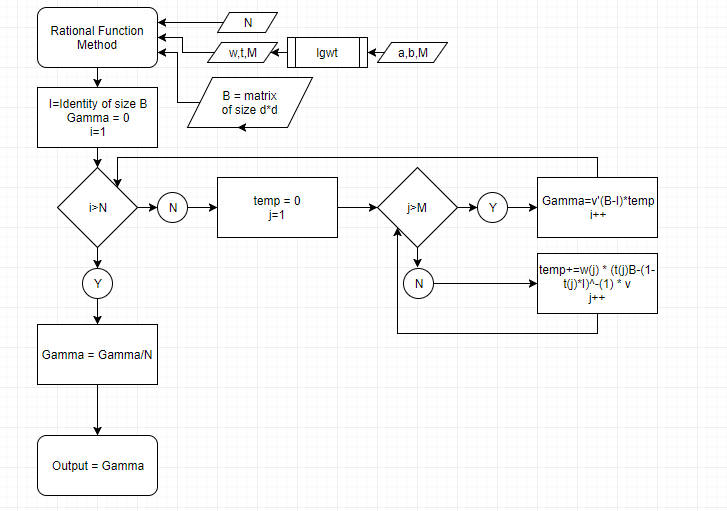 Rational Function
Method
N
w,t,M
lgwt
a,b,M
B = matrix
of size d*d
I=Identity of size B
Gamma = 0
i=1
i>N
N
temp = 0
j=1
j>M
Y
Gamma=v'(B-I)*temp
i++
N
temp+=w(j) * (t(j)B-(1-
t(j)*I)^-(1) * v
j++
Y
Gamma = Gamma/N
Output = Gamma